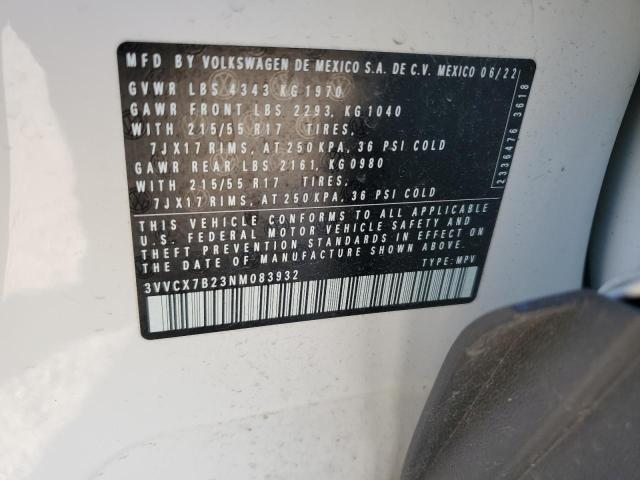 MFD BY VOLKSWAGEN DE MEXICO S.A. DE C.V. MEXICO 06/22
GVWR LBS 4343 KG 1970
GAWR FRONT LBS 2293, KG 1040
WITH 215/55 R17 TIRES,
7JX17 RIMS, AT 250 KPA, 36 PSI COLD
GAWR REAR LBS 2161, KG 0980
WITH 215/55 R17 TIRES,
7JX17 RIMS, AT 250 KPA, 36 PSI COLD
THIS VEHICLE CONFORMS TO ALL APPLICABLE
U.S. FEDERAL MOTOR VEHICLE SAFETY AND
THEFT PREVENTION STANDARDS IN EFFECT ON
THE DATE OF MANUFACTURE SHOWN ABOVE.
3VVCX7B23NM083932 TYPE: MPV
2336476 3618